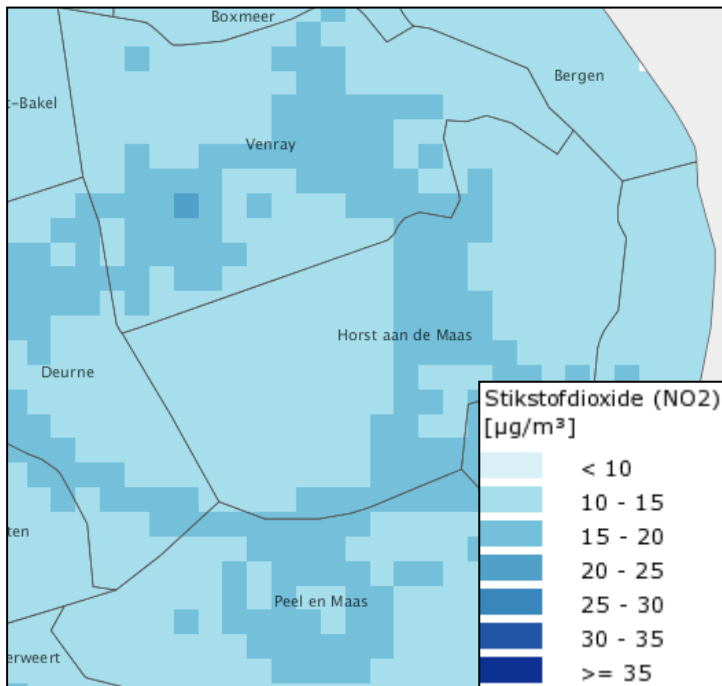 Boxmeer
Bergen
t-Bakel
Venray
Horst aan de Maas
Deurne
ten
Peel en Maas
erweert
Stikstofdioxide (NO2)
[µg/m³]
< 10
10 - 15
15 - 20
20 - 25
25 - 30
30 - 35
>= 35